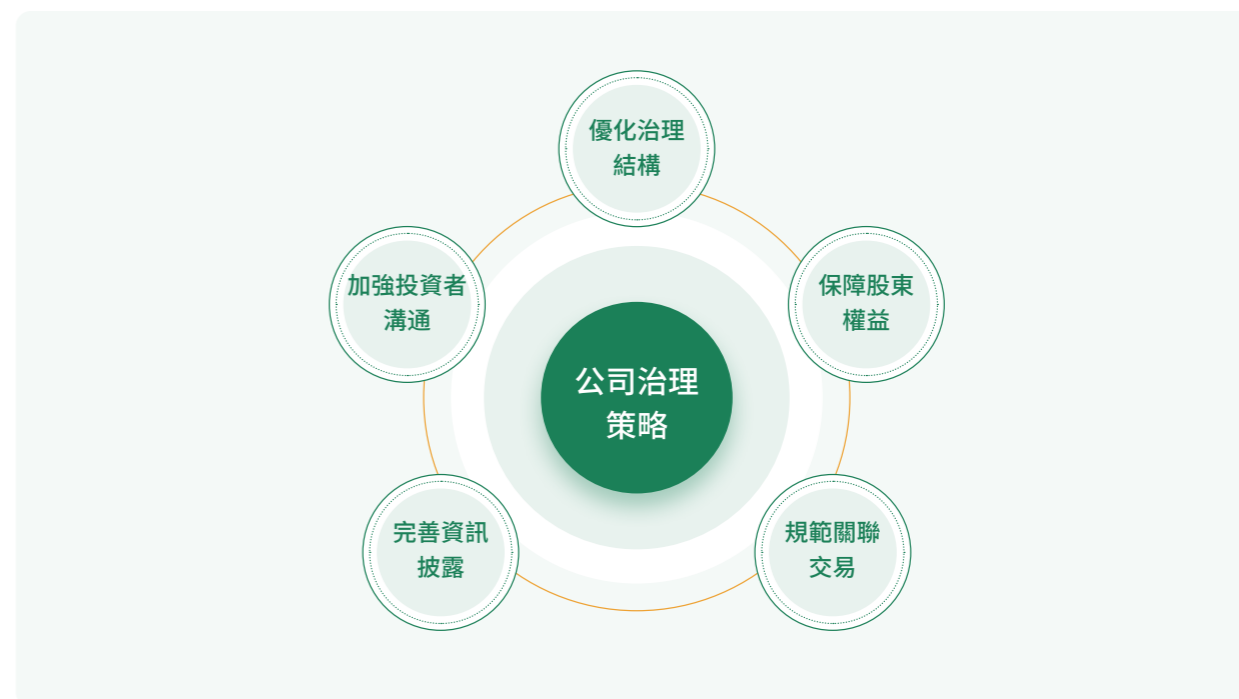 優化治理
結構
加強投資者
溝通
保障股東
權益
公司治理
策略
完善資訊
披露
規範關聯
交易